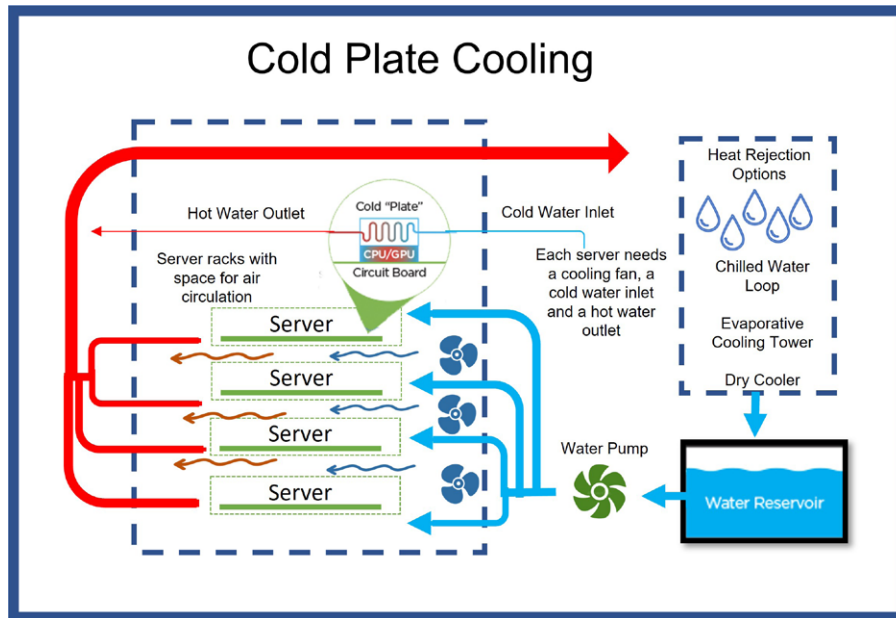 Cold Plate Cooling
Heat Rejection
Options
Chilled Water
Loop
Evaporative
Cooling Tower
Dry Cooler
Hot Water Outlet
Cold "Plate"
CPU/GPU
Circuit Board
Cold Water Inlet
Server racks with
space for air
circulation
Each server needs
a cooling fan, a
cold water inlet
and a hot water
outlet
Server
Server
Server
Server
Water Pump
Water Reservoir